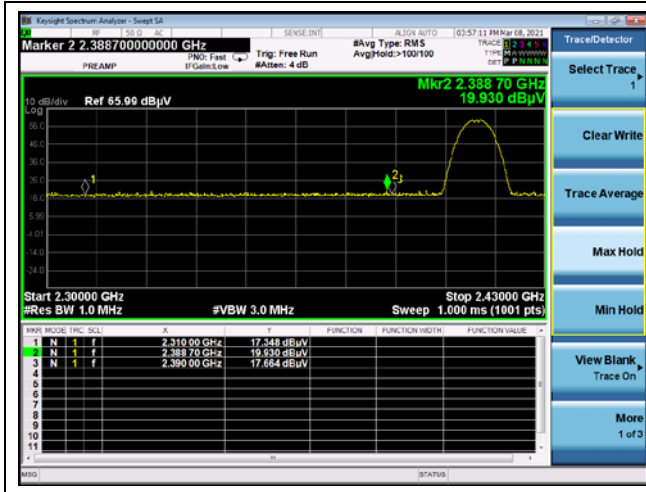 Keysight Spectrum Analyzer - Swept SA
RF 50 Ω AC SENSE:INT ALIGN AUTO 03:57:11 PM Mar 08, 2021
Marker 2 2.388700000000 GHz
PREAMP
PNO: Fast
IFGain:Low
Trig: Free Run
#Atten: 4 dB
#Avg Type: RMS
Avg|Hold:>100/100
TRACE 1 2 3 4 5 6
TYPE M A W W W W
DET P P N N N N
Mkr2 2.388 70 GHz
19.930 dBµV
10 dB/div Ref 65.99 dBµV
Log
56.0
46.0
36.0
26.0
16.0
5.99
-4.01
-14.0
-24.0
1
2
3
Start 2.30000 GHz
#Res BW 1.0 MHz
#VBW 3.0 MHz
Stop 2.43000 GHz
Sweep 1.000 ms (1001 pts)
MKR MODE TRC SCL X Y FUNCTION FUNCTION WIDTH FUNCTION VALUE
1 N 1 f 2.310 00 GHz 17.348 dBµV
2 N 1 f 2.388 70 GHz 19.930 dBµV
3 N 1 f 2.390 00 GHz 17.664 dBµV
4
5
6
7
8
9
10
11
MSG STATUS
Trace/Detector
Select Trace
1
Clear Write
Trace Average
Max Hold
Min Hold
View Blank
Trace On
More
1 of 3